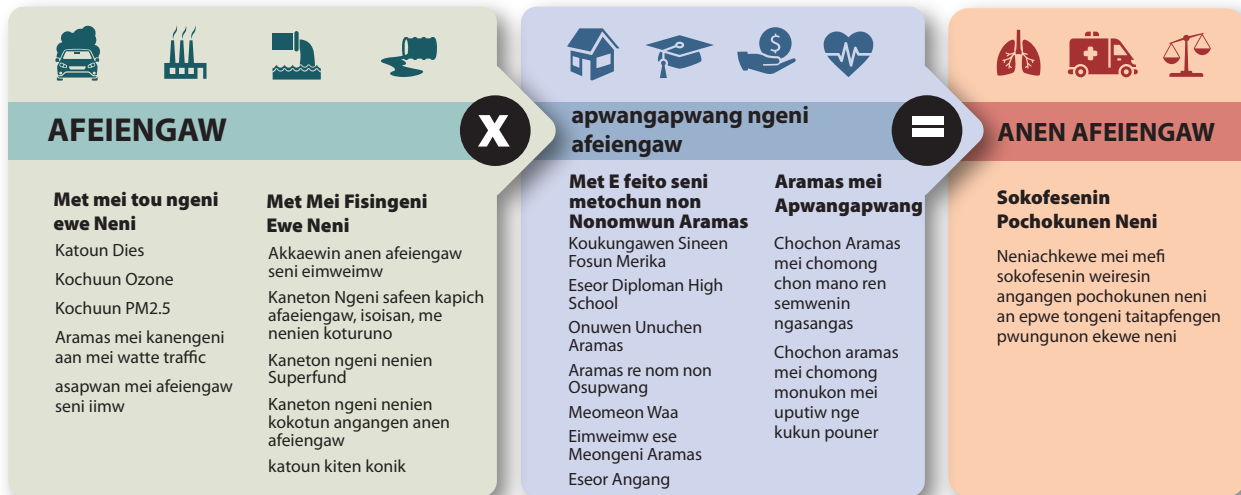 AFEIENGAW
Met mei tou ngeni
ewe Neni
Katoun Dies
Kochuun Ozone
Kochuun PM2.5
Aramas mei kanengeni
aan mei watte traffic
asapwan mei afeiengaw
seni iimw
Met Mei Fisingeni
Ewe Neni
Akkaewin anen afeiengaw
seni eimweimw
Kaneton Ngeni safeen kapich
afaeiengaw, isoisan, me
nenien koturuno
Kaneton ngeni nenien
Superfund
Kaneton ngeni nenien
kokotun angangen anen
afeiengaw
katoun kiten konik
X
apwangapwang ngeni
afeiengaw
Met E feito seni
metochun non
Nonomwun Aramas
Koukungawen Sineen
Fosun Merika
Eseor Diploman High
School
Onuwen Unuchen
Aramas
Aramas re nom non
Osupwang
Meomeon Waa
Eimweimw ese
Meongeni Aramas
Eseor Angang
Aramas mei
Apwangapwang
Chochon Aramas
mei chomong
chon mano ren
semwenin
ngasangas
Chochon aramas
mei chomong
monukon mei
uputiw nge
kukun pouner
=
ANEN AFEIENGAW
Sokofesenin
Pochokunen Neni
Neniachkewe mei mefi
sokofesenin weiresin
angangen pochokunen neni
an epwe tongeni taitapfengen
pwungunon ekewe neni